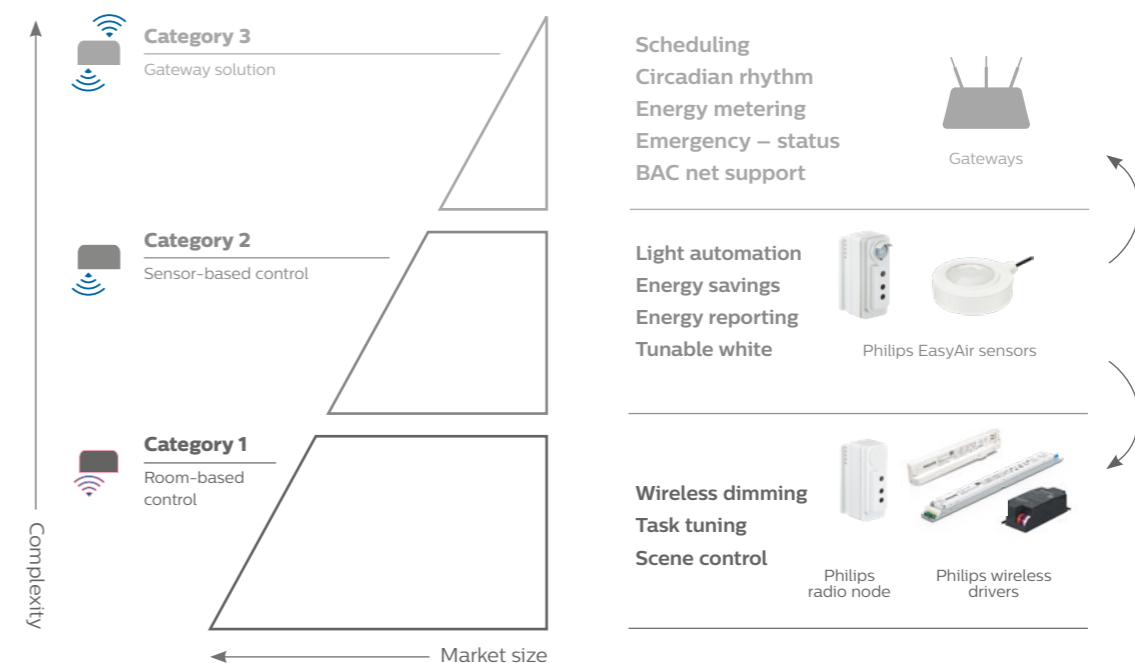 Category 3
Gateway solution
Scheduling
Circadian rhythm
Energy metering
Emergency – status
BAC net support
Gateways
Category 2
Sensor-based control
Light automation
Energy savings
Energy reporting
Tunable white
Philips EasyAir sensors
Category 1
Room-based
control
Wireless dimming
Task tuning
Scene control
Philips
radio node
Philips wireless
drivers
Complexity
Market size